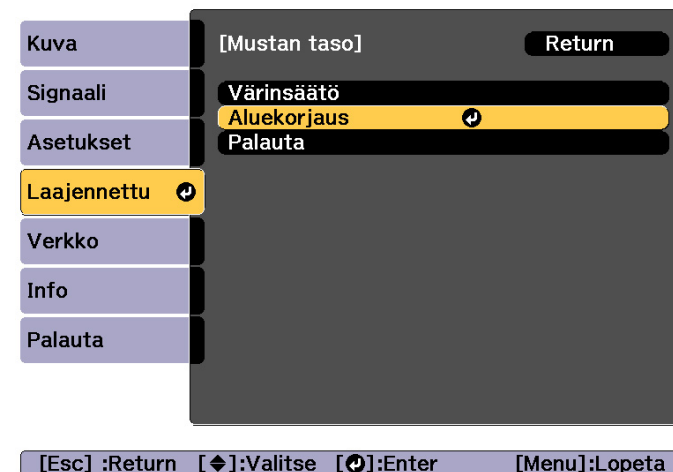 Kuva
Signaali
Asetukset
Laajennettu
Verkko
Info
Palauta
[Mustan taso] Return
Värinsäätö
Aluekorjaus
Palauta
[Esc] :Return [◆]:Valitse [⏎]:Enter [Menu]:Lopeta